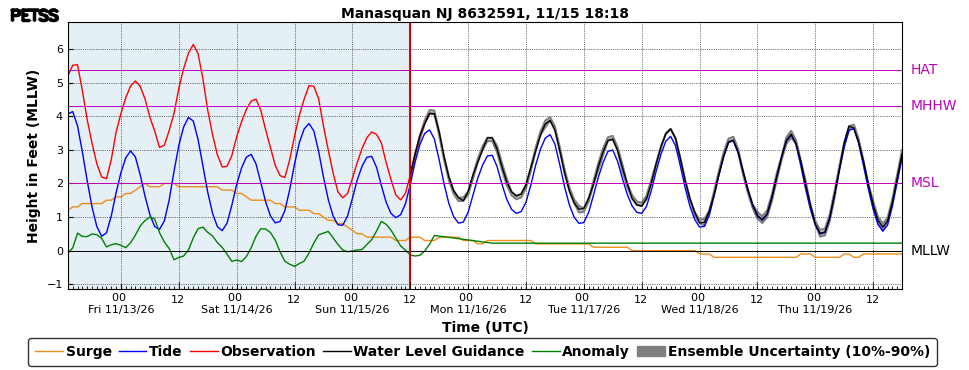 PETSS
Manasquan NJ 8632591, 11/15 18:18
Height in Feet (MLLW)
6
5
4
3
2
1
0
−1
HAT
MHHW
MSL
MLLW
00 12 00 12 00 12 00 12 00 12 00 12 00 12
Fri 11/13/26 Sat 11/14/26 Sun 11/15/26 Mon 11/16/26 Tue 11/17/26 Wed 11/18/26 Thu 11/19/26
Time (UTC)
Surge Tide Observation Water Level Guidance Anomaly Ensemble Uncertainty (10%-90%)